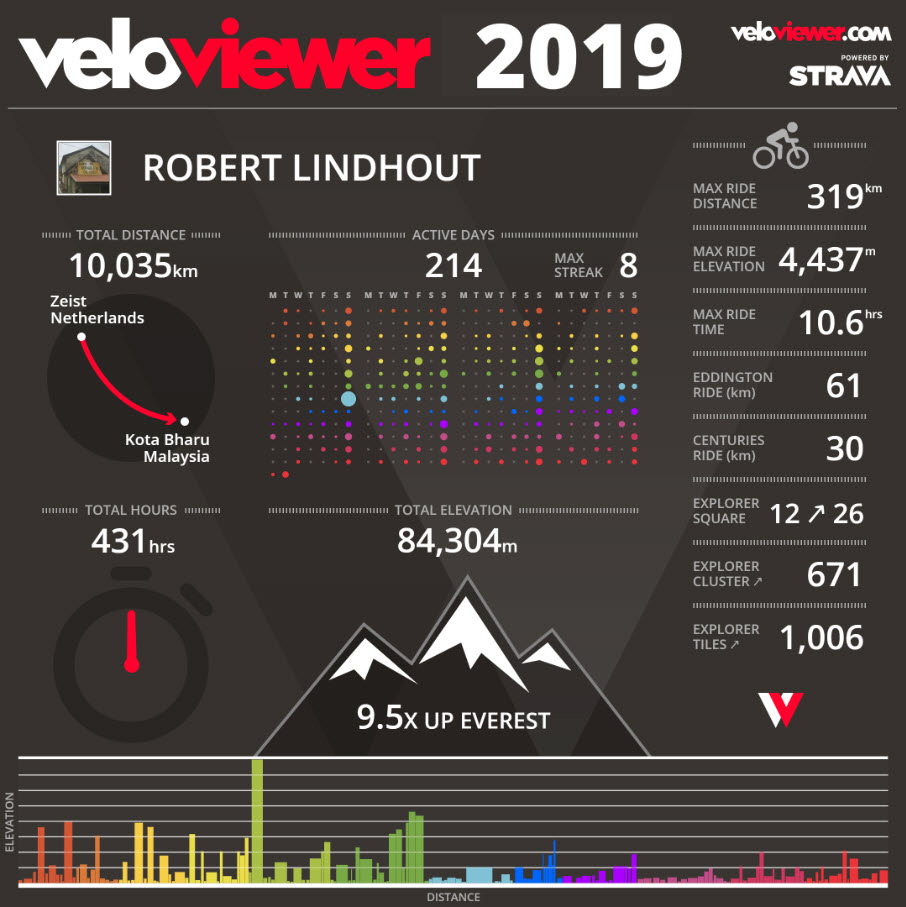 veloviewer 2019
veloviewer.com
POWERED BY
STRAVA
ROBERT LINDHOUT
TOTAL DISTANCE
10,035km
Zeist
Netherlands
Kota Bharu
Malaysia
ACTIVE DAYS
214
MAX
STREAK 8
M T W T F S S M T W T F S S M T W T F S S M T W T F S S
TOTAL HOURS
431hrs
TOTAL ELEVATION
84,304m
9.5X UP EVEREST
MAX RIDE
DISTANCE 319km
MAX RIDE
ELEVATION 4,437m
MAX RIDE
TIME 10.6hrs
EDDINGTON
RIDE (km) 61
CENTURIES
RIDE (km) 30
EXPLORER
SQUARE 12 ↗ 26
EXPLORER
CLUSTER ↗ 671
EXPLORER
TILES ↗ 1,006
ELEVATION
DISTANCE